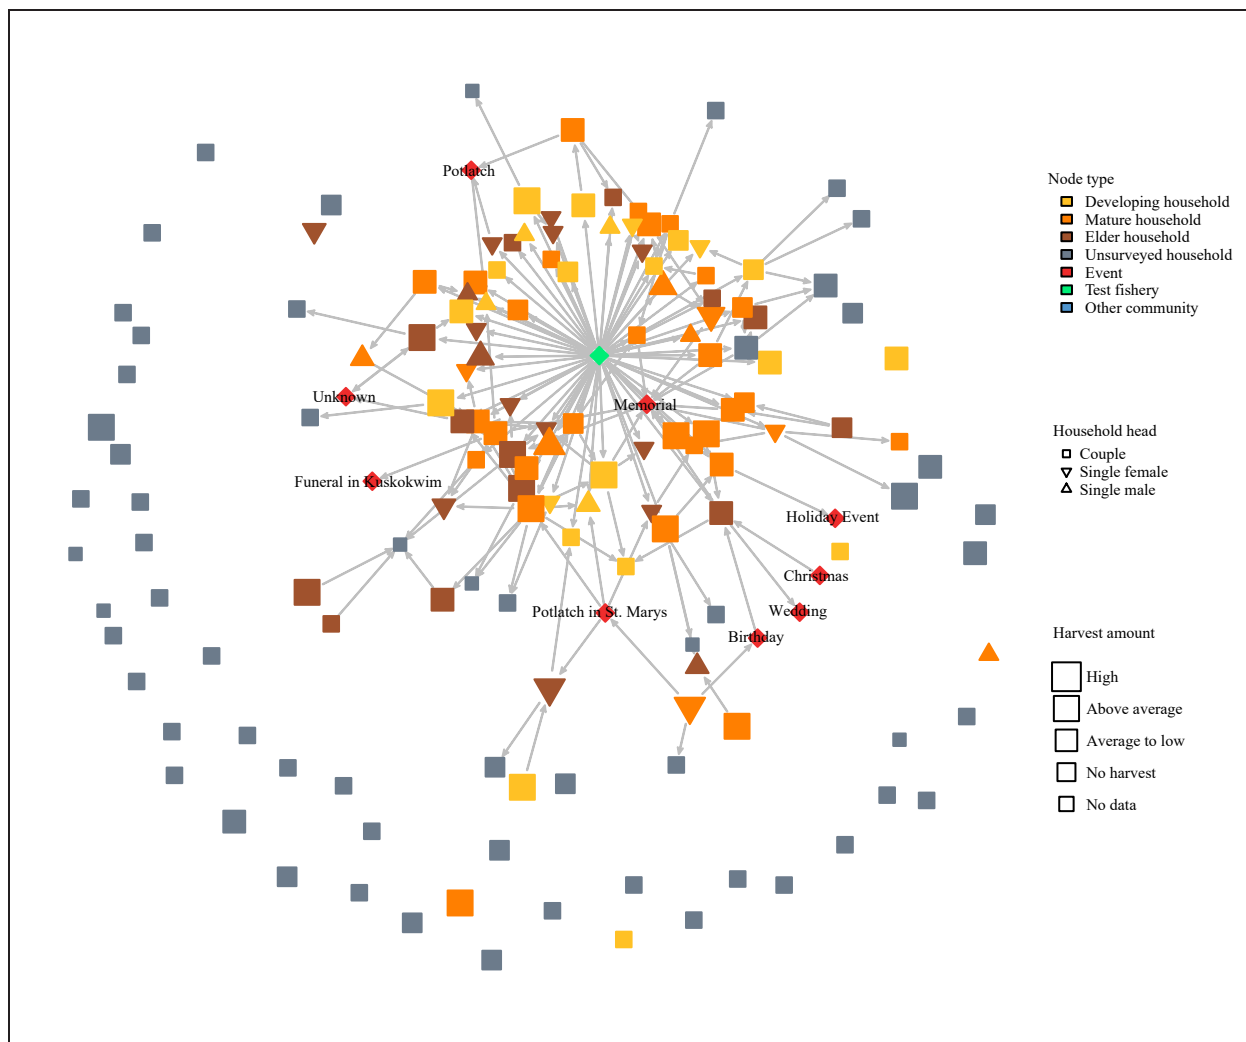 Potlatch
Node type
Developing household
Mature household
Elder household
Unsurveyed household
Event
Test fishery
Other community
Unknown
Memorial
Household head
Couple
Single female
Single male
Funeral in Kuskokwim
Holiday Event
Christmas
Potlatch in St. Marys
Wedding
Birthday
Harvest amount
High
Above average
Average to low
No harvest
No data